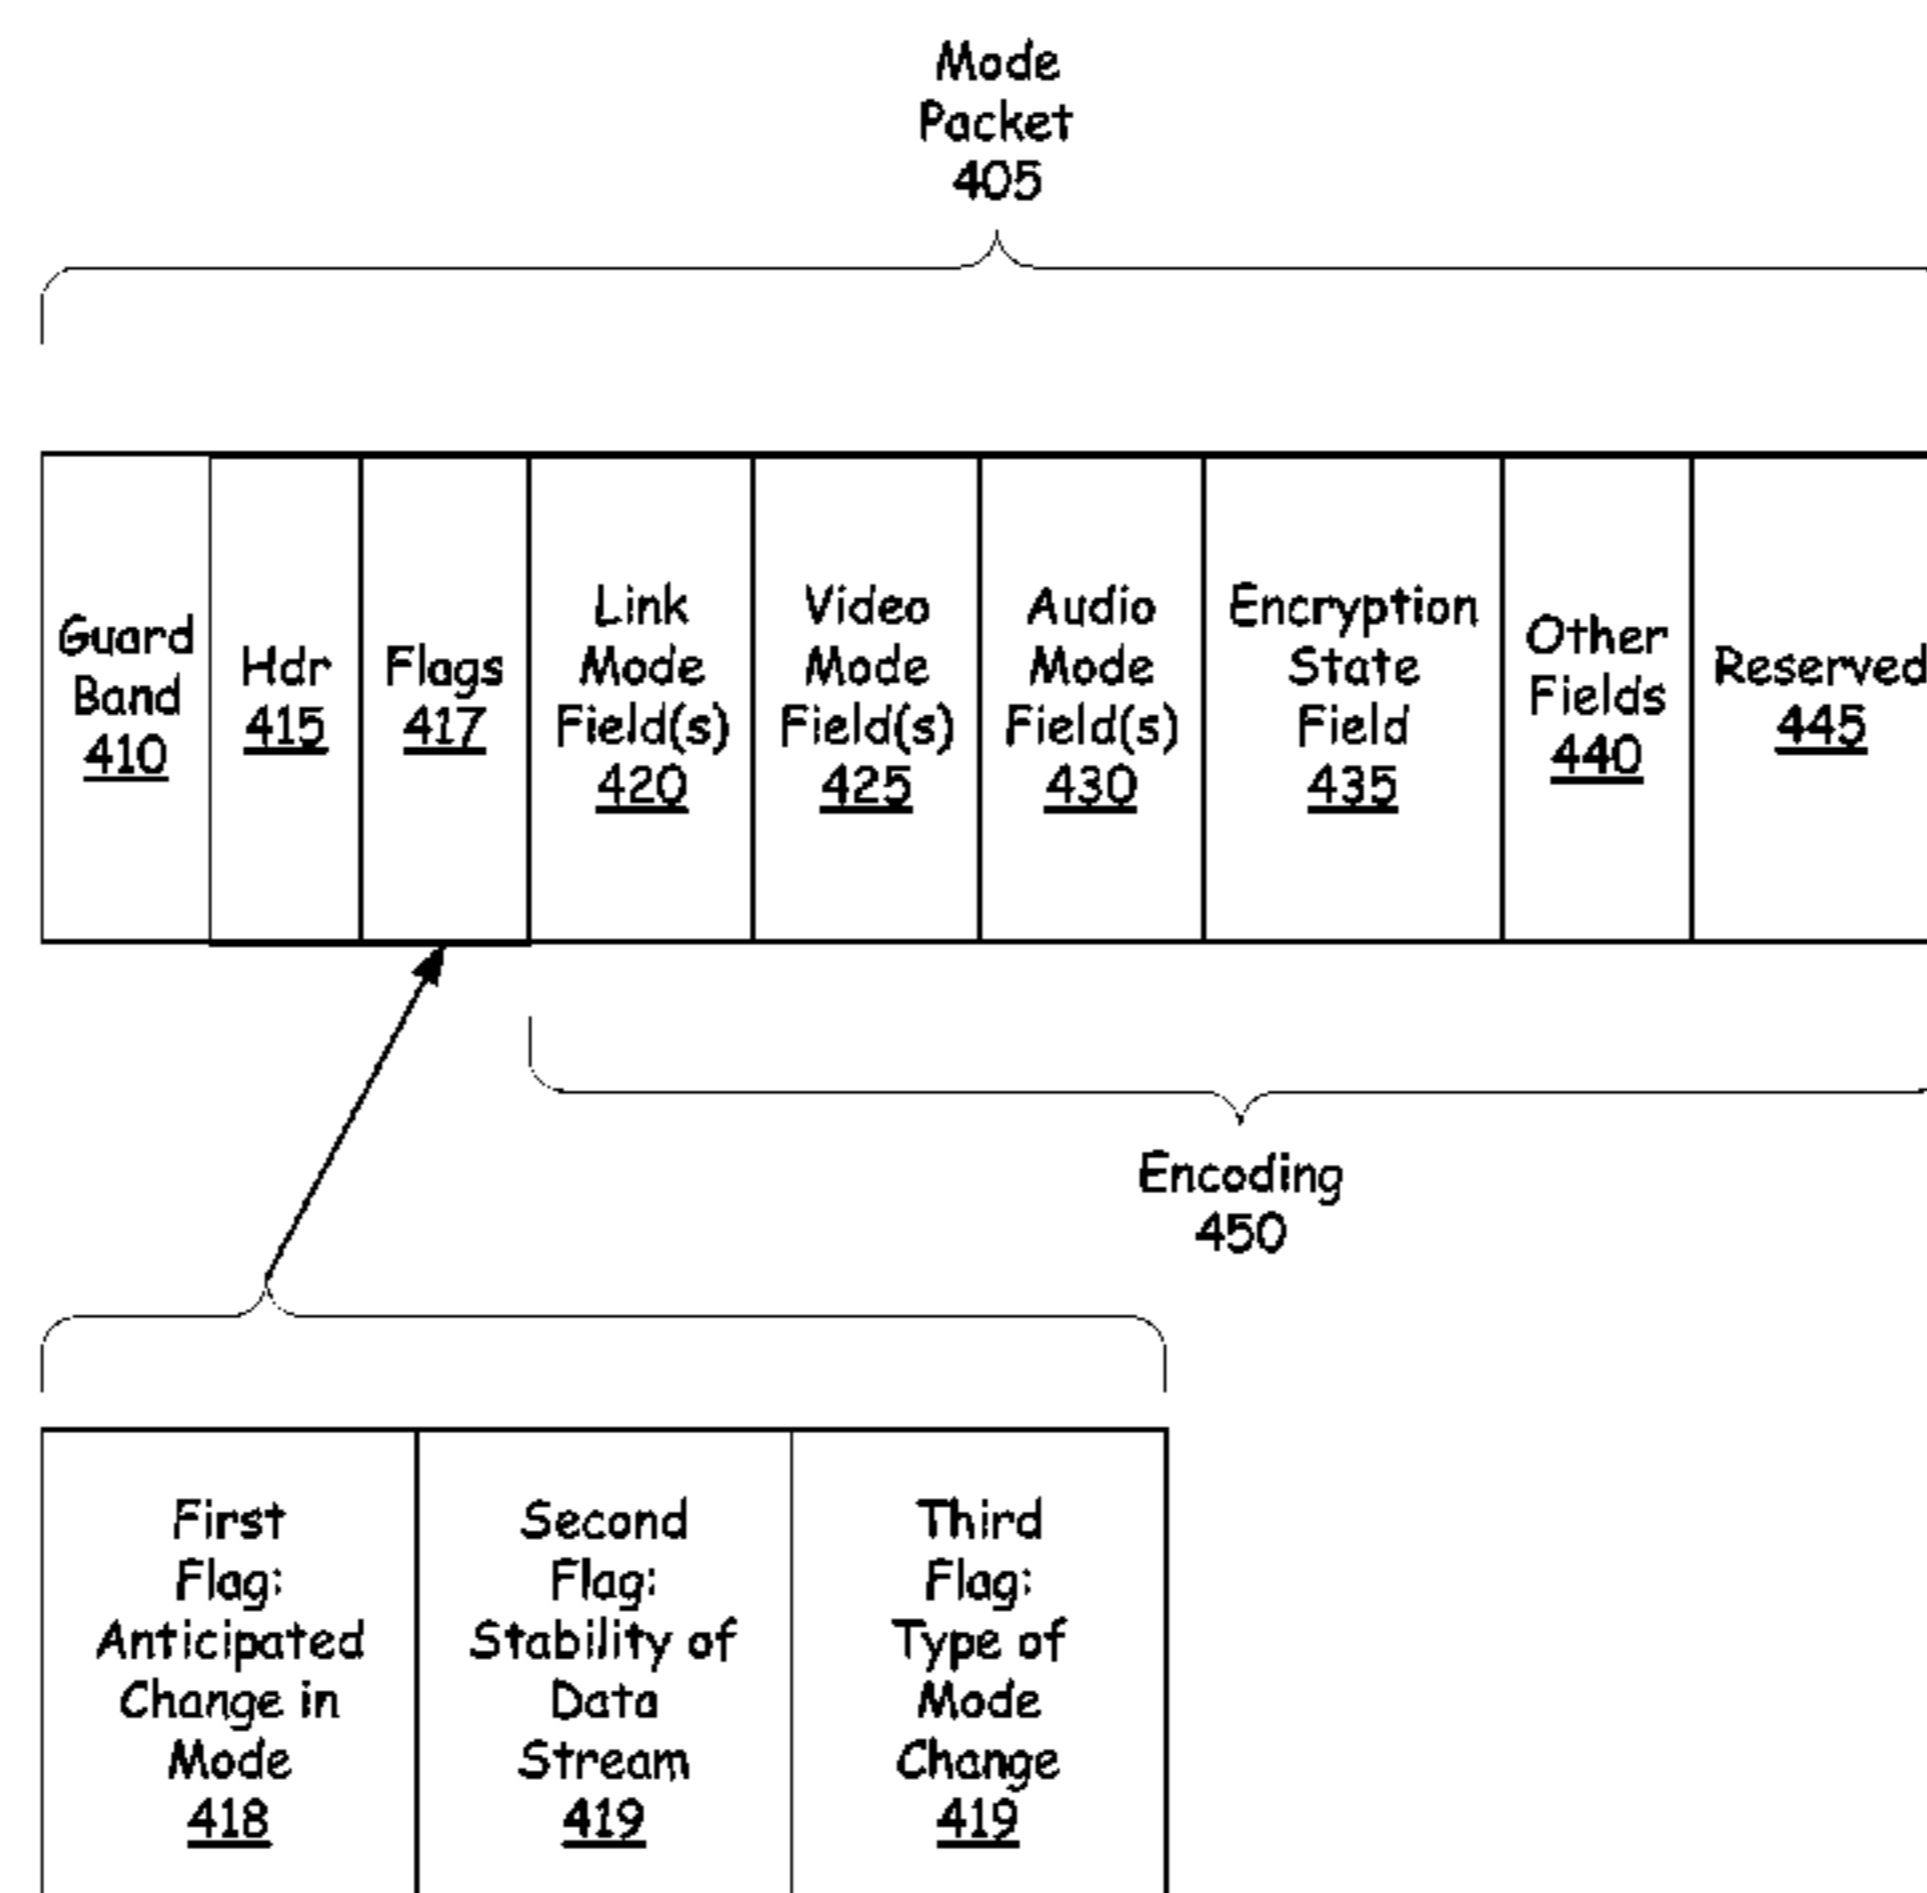 Mode
Packet
405
Guard
Band
410
Hdr
415
Flags
417
Link
Mode
Field(s)
420
Video
Mode
Field(s)
425
Audio
Mode
Field(s)
430
Encryption
State
Field
435
Other
Fields
440
Reserved
445
Encoding
450
First
Flag:
Anticipated
Change in
Mode
418
Second
Flag:
Stability of
Data
Stream
419
Third
Flag:
Type of
Mode
Change
419